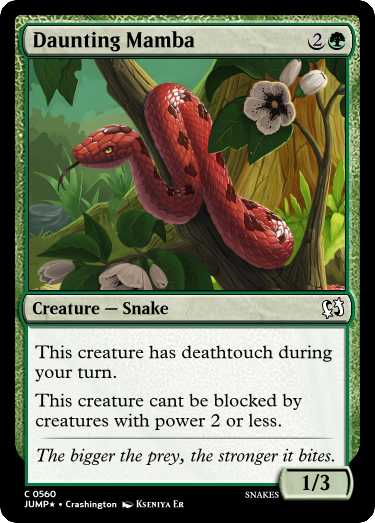 Daunting Mamba 2
Creature — Snake
This creature has deathtouch during
your turn.
This creature cant be blocked by
creatures with power 2 or less.
The bigger the prey, the stronger it bites.
1/3
C 0560
SNAKES
JUMP★ • Crashington Kseniya Er